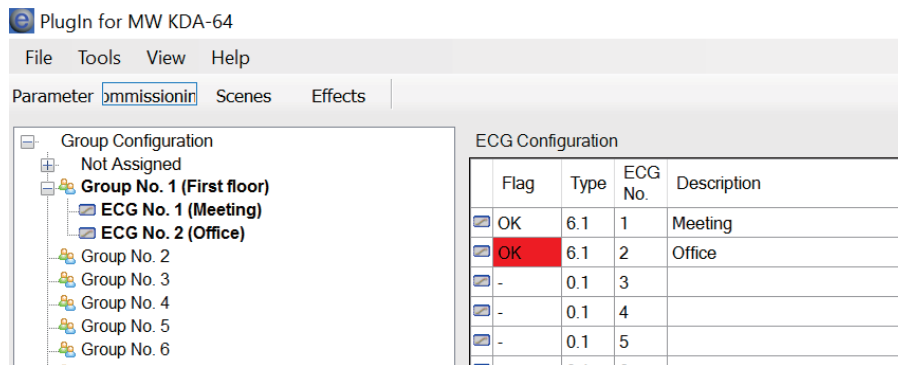 PlugIn for MW KDA-64
File Tools View Help
Parameter ommissionin Scenes Effects
Group Configuration
Not Assigned
Group No. 1 (First floor)
ECG No. 1 (Meeting)
ECG No. 2 (Office)
Group No. 2
Group No. 3
Group No. 4
Group No. 5
Group No. 6
ECG Configuration
Flag Type ECG No. Description
OK 6.1 1 Meeting
OK 6.1 2 Office
- 0.1 3
- 0.1 4
- 0.1 5